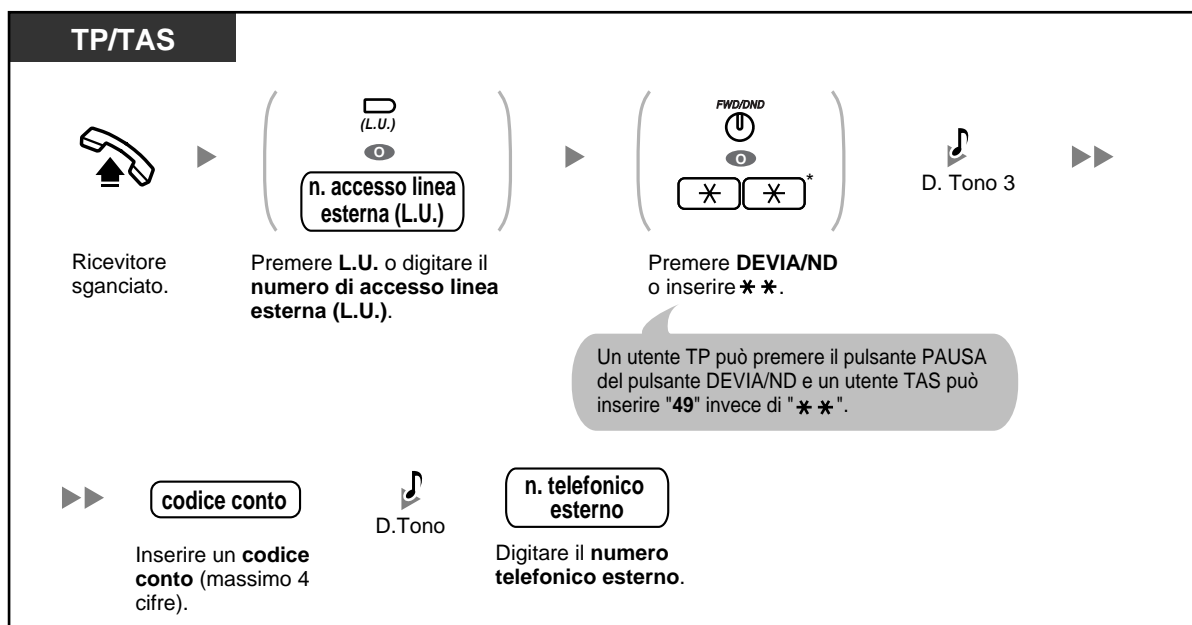 TP/TAS
(L.U.)
O
n. accesso linea
esterna (L.U.)
FWD/DND
O
*
D. Tono 3
Ricevitore
sganciato.
Premere L.U. o digitare il
numero di accesso linea
esterna (L.U.).
Premere DEVIA/ND
o inserire ✱ ✱.
Un utente TP può premere il pulsante PAUSA
del pulsante DEVIA/ND e un utente TAS può
inserire "49" invece di "✱ ✱".
codice conto
D.Tono
n. telefonico
esterno
Inserire un codice
conto (massimo 4
cifre).
Digitare il numero
telefonico esterno.